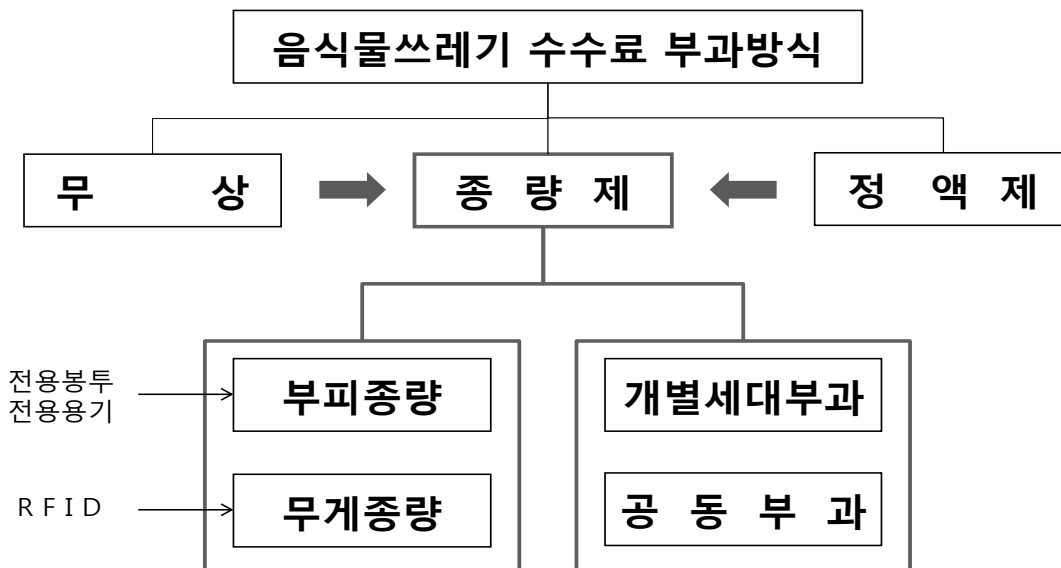 음식물쓰레기 수수료 부과방식
무 상
종 량 제
정 액 제
전용봉투
전용용기
부피종량
개별세대부과
R F I D
무게종량
공 동 부 과